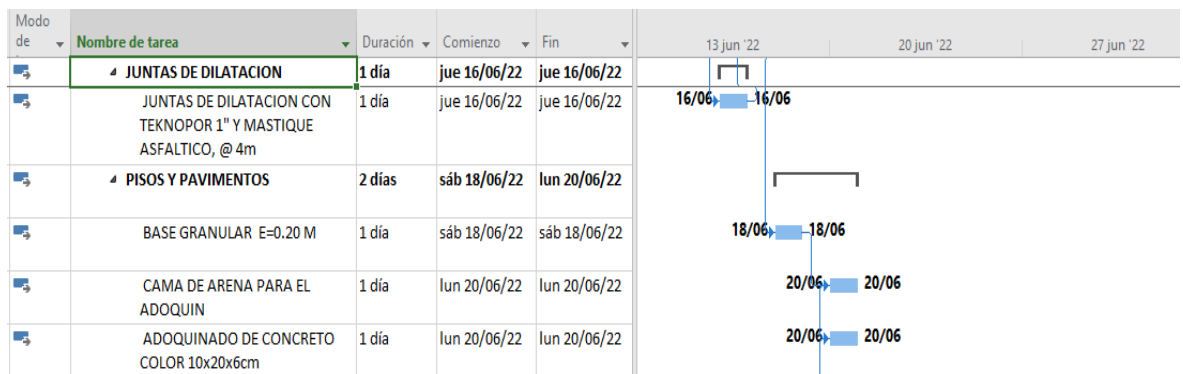 Modo
de Nombre de tarea Duración Comienzo Fin 13 jun '22 20 jun '22 27 jun '22
JUNTAS DE DILATACION 1 día jue 16/06/22 jue 16/06/22
JUNTAS DE DILATACION CON 1 día jue 16/06/22 jue 16/06/22 16/06 16/06
TEKNOPOR 1" Y MASTIQUE
ASFALTICO, @ 4m
PISOS Y PAVIMENTOS 2 días sáb 18/06/22 lun 20/06/22
BASE GRANULAR E=0.20 M 1 día sáb 18/06/22 sáb 18/06/22 18/06 18/06
CAMA DE ARENA PARA EL 1 día lun 20/06/22 lun 20/06/22 20/06 20/06
ADOQUIN
ADOQUINADO DE CONCRETO 1 día lun 20/06/22 lun 20/06/22 20/06 20/06
COLOR 10x20x6cm